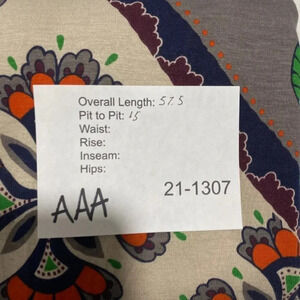 Overall Length: 57.5
Pit to Pit: 15
Waist:
Rise:
Inseam:
Hips:
21-1307
AAA